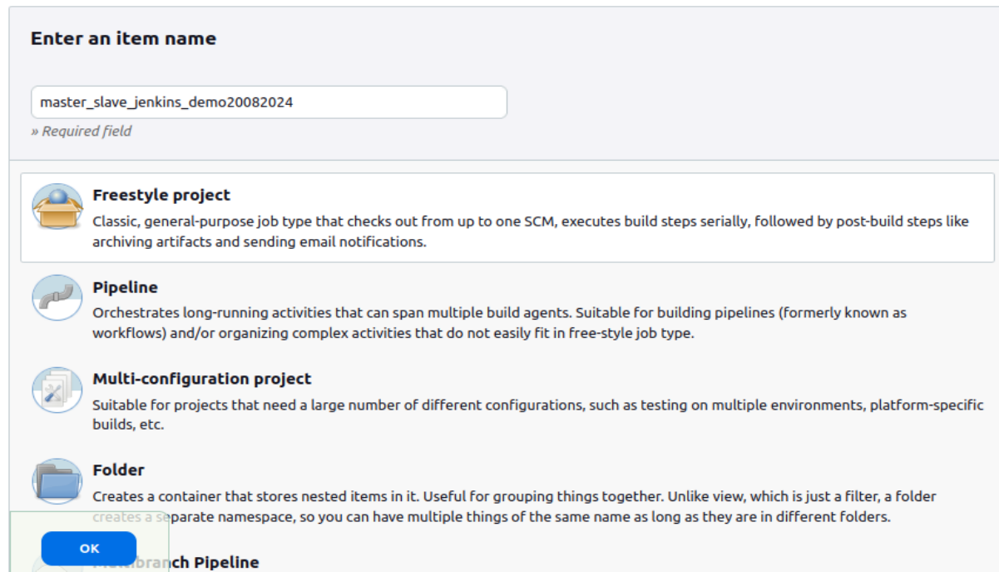 Enter an item name
master_slave_jenkins_demo20082024
» Required field
Freestyle project
Classic, general-purpose job type that checks out from up to one SCM, executes build steps serially, followed by post-build steps like
archiving artifacts and sending email notifications.
Pipeline
Orchestrates long-running activities that can span multiple build agents. Suitable for building pipelines (formerly known as
workflows) and/or organizing complex activities that do not easily fit in free-style job type.
Multi-configuration project
Suitable for projects that need a large number of different configurations, such as testing on multiple environments, platform-specific
builds, etc.
Folder
Creates a container that stores nested items in it. Useful for grouping things together. Unlike view, which is just a filter, a folder
creates a separate namespace, so you can have multiple things of the same name as long as they are in different folders.
OK
Multibranch Pipeline